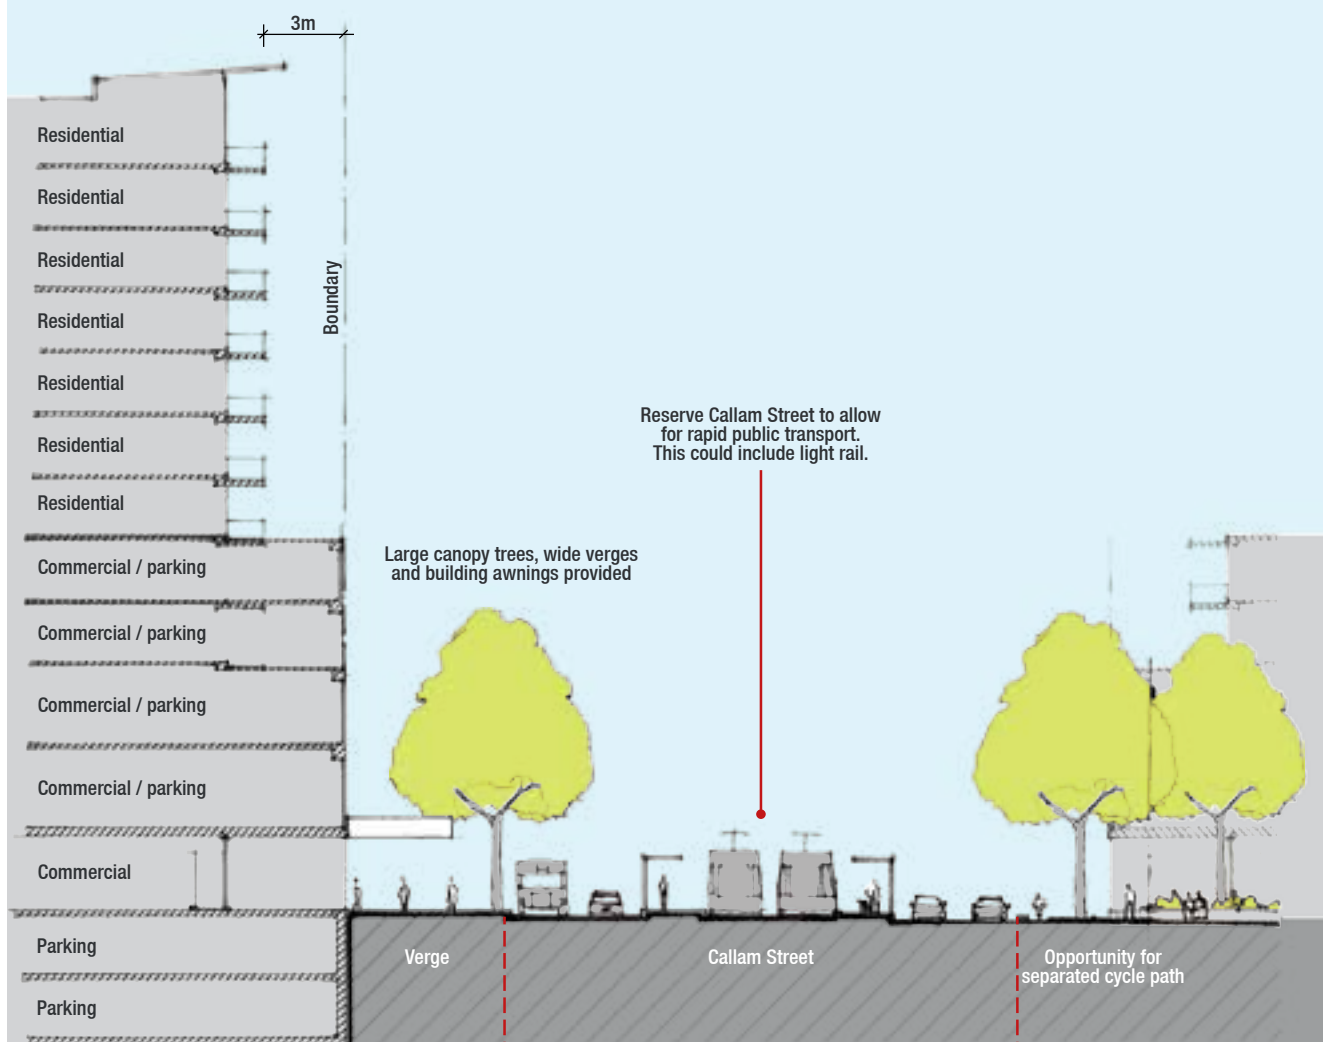 3m
Residential
Residential
Residential
Residential
Residential
Residential
Residential
Boundary
Reserve Callam Street to allow
for rapid public transport.
This could include light rail.
Large canopy trees, wide verges
and building awnings provided
Commercial / parking
Commercial / parking
Commercial / parking
Commercial / parking
Commercial
Parking
Parking
Verge
Callam Street
Opportunity for
separated cycle path